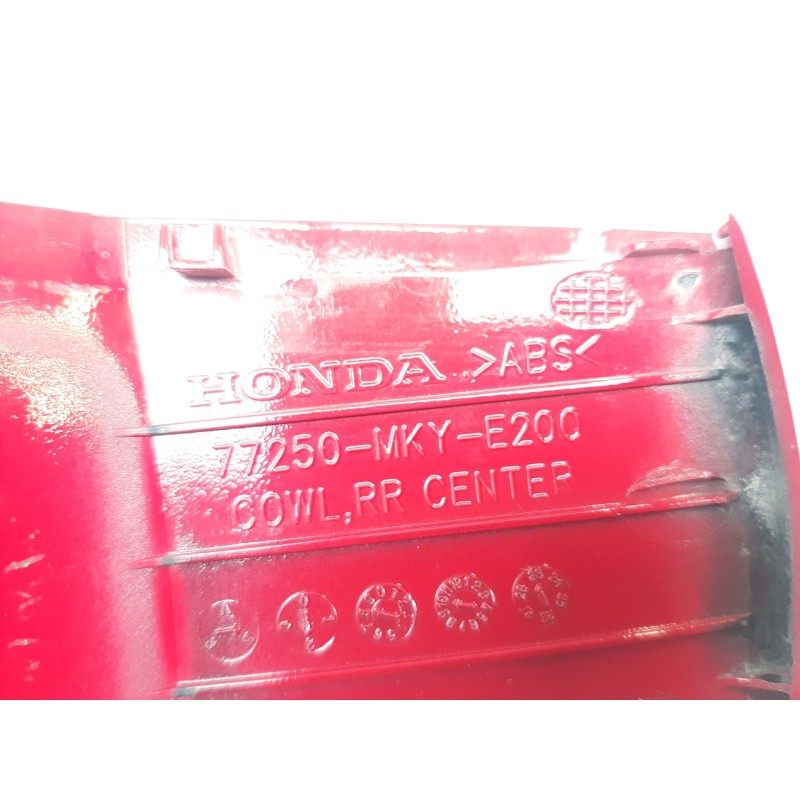 HONDA >ABS<
77250-MKY-E200
COWL,RR CENTER